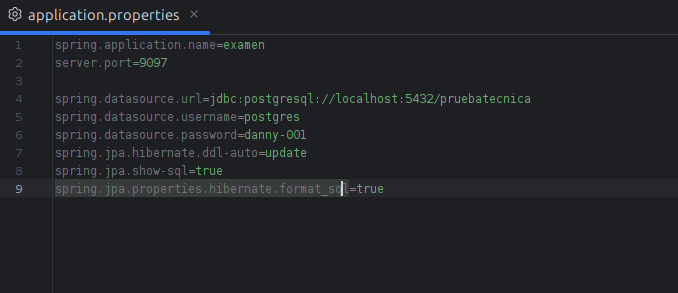 application.properties
1 spring.application.name=examen
2 server.port=9097
3
4 spring.datasource.url=jdbc:postgresql://localhost:5432/pruebatecnica
5 spring.datasource.username=postgres
6 spring.datasource.password=danny-001
7 spring.jpa.hibernate.ddl-auto=update
8 spring.jpa.show-sql=true
9 spring.jpa.properties.hibernate.format_sql=true